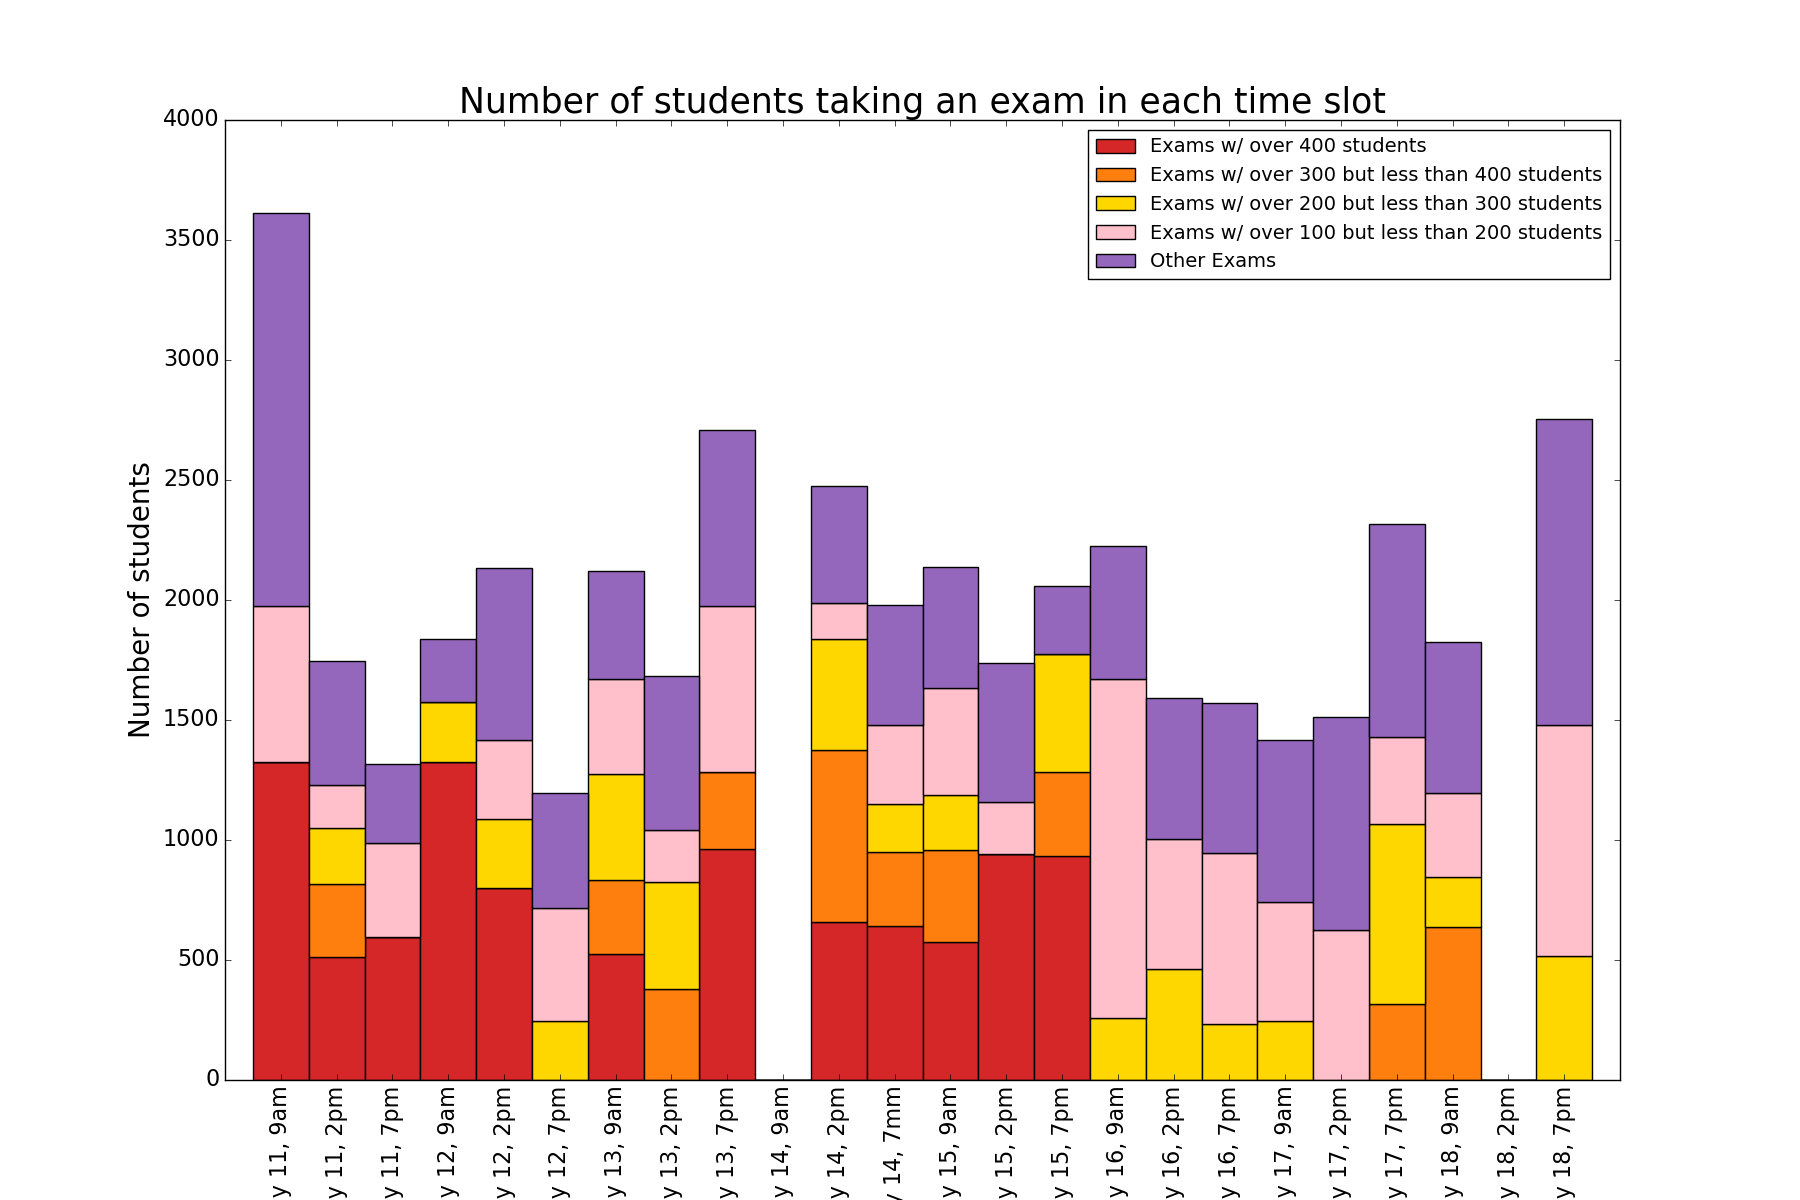 Number of students taking an exam in each time slot
Exams w/ over 400 students
Exams w/ over 300 but less than 400 students
Exams w/ over 200 but less than 300 students
Exams w/ over 100 but less than 200 students
Other Exams
Number of students
4000
3500
3000
2500
2000
1500
1000
500
0
y 11, 9am
y 11, 2pm
y 11, 7pm
y 12, 9am
y 12, 2pm
y 12, 7pm
y 13, 9am
y 13, 2pm
y 13, 7pm
y 14, 9am
y 14, 2pm
y 14, 7mm
y 15, 9am
y 15, 2pm
y 15, 7pm
y 16, 9am
y 16, 2pm
y 16, 7pm
y 17, 9am
y 17, 2pm
y 17, 7pm
y 18, 9am
y 18, 2pm
y 18, 7pm